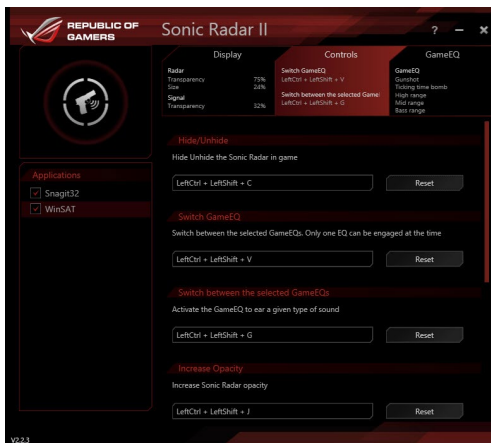 REPUBLIC OF
GAMERS
Sonic Radar II
? – ×
Display
Radar
Transparency 75%
Size 24%
Signal
Transparency 32%
Controls
Switch GameEQ
LeftCtrl + LeftShift + V
Switch between the selected Game
LeftCtrl + LeftShift + G
GameEQ
GameEQ
Gunshot
Ticking time bomb
High range
Mid range
Bass range
Applications
Snagit32
WinSAT
Hide/Unhide
Hide Unhide the Sonic Radar in game
LeftCtrl + LeftShift + C Reset
Switch GameEQ
Switch between the selected GameEQs. Only one EQ can be engaged at the time
LeftCtrl + LeftShift + V Reset
Switch between the selected GameEQs
Activate the GameEQ to ear a given type of sound
LeftCtrl + LeftShift + G Reset
Increase Opacity
Increase Sonic Radar opacity
LeftCtrl + LeftShift + J Reset
V2.2.3